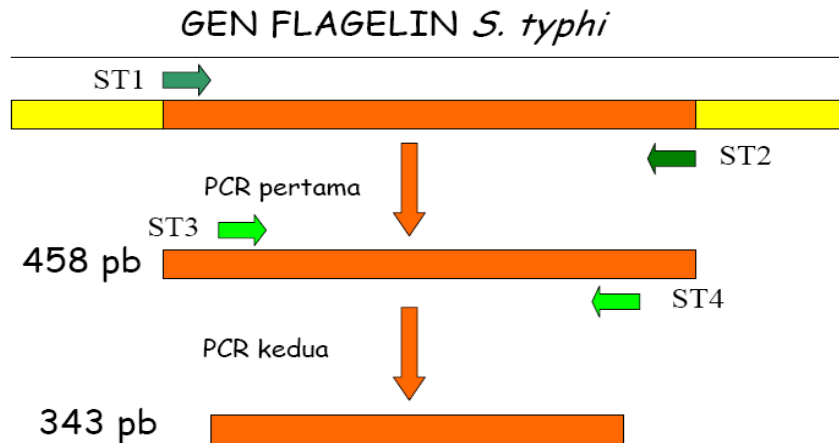 GEN FLAGELIN S. typhi
ST1
ST2
PCR pertama
ST3
458 pb
ST4
PCR kedua
343 pb